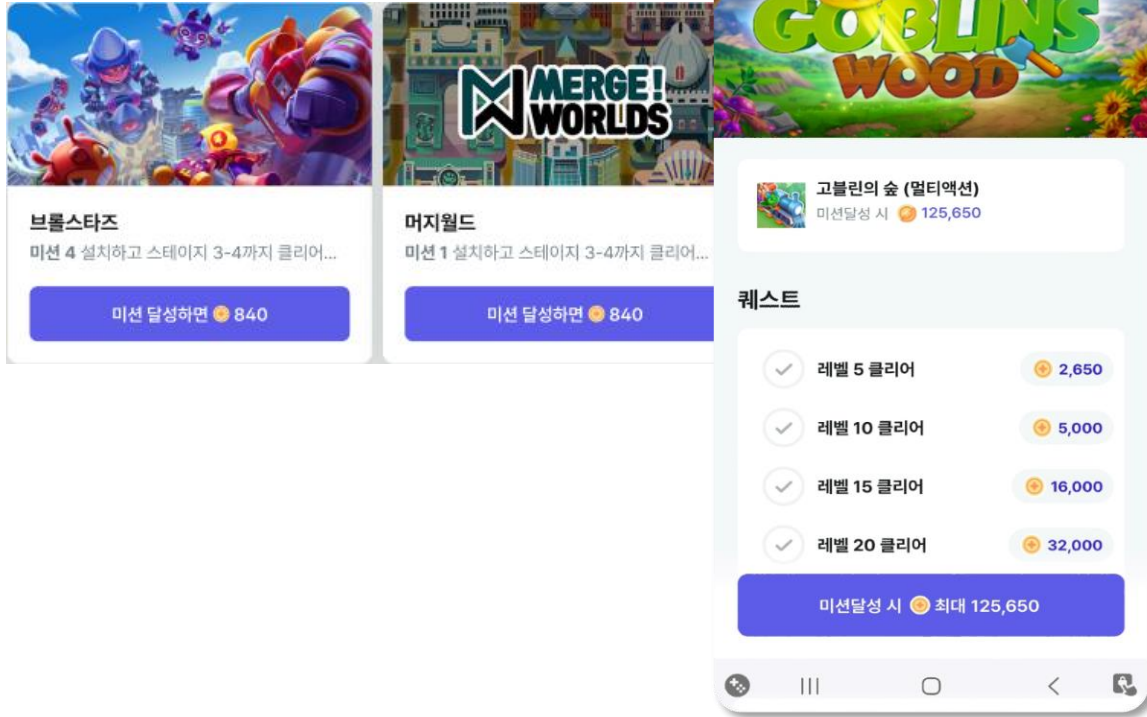 브롤스타즈
미션 4 설치하고 스테이지 3-4까지 클리어...
미션 달성하면 840
MERGE!
WORLDS
머지월드
미션 1 설치하고 스테이지 3-4까지 클리어...
미션 달성하면 840
GOBLINS
WOOD
고블린의 숲 (멀티액션)
미션달성 시 125,650
퀘스트
레벨 5 클리어 2,650
레벨 10 클리어 5,000
레벨 15 클리어 16,000
레벨 20 클리어 32,000
미션달성 시 최대 125,650